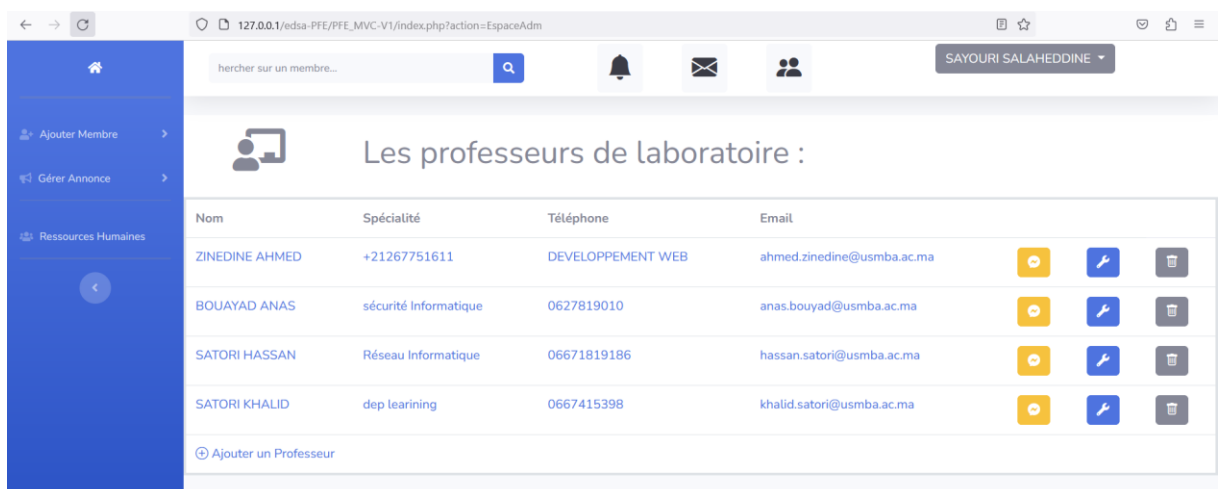 127.0.0.1/edsa-PFE/PFE_MVC-V1/index.php?action=EspaceAdm
hercher sur un membre...
SAYOURI SALAHEDDINE
Ajouter Membre
Gérer Annonce
Ressources Humaines
Les professeurs de laboratoire :
Nom Spécialité Téléphone Email
ZINEDINE AHMED +21267751611 DEVELOPPEMENT WEB ahmed.zinedine@usmba.ac.ma
BOUAYAD ANAS sécurité Informatique 0627819010 anas.bouyad@usmba.ac.ma
SATORI HASSAN Réseau Informatique 06671819186 hassan.satori@usmba.ac.ma
SATORI KHALID dep learining 0667415398 khalid.satori@usmba.ac.ma
Ajouter un Professeur